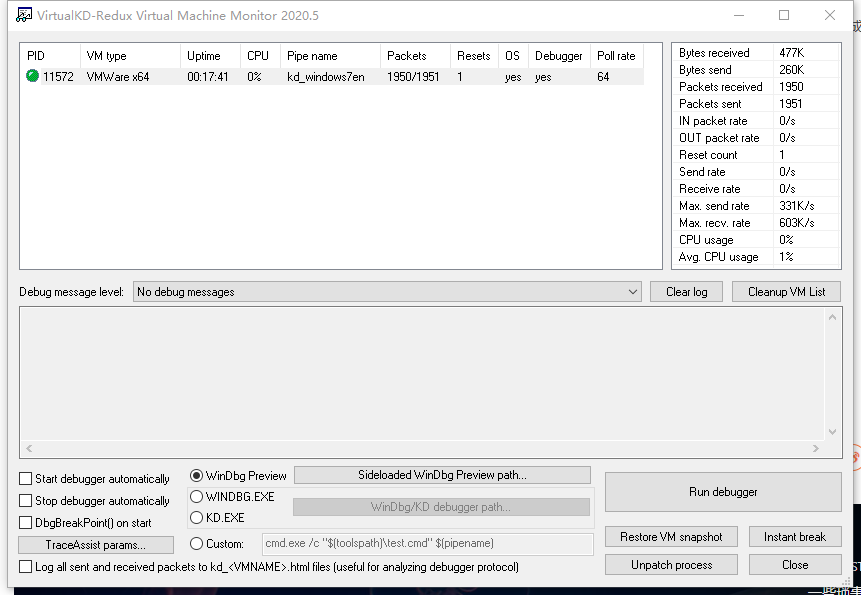 VirtualKD-Redux Virtual Machine Monitor 2020.5
PID VM type Uptime CPU Pipe name Packets Resets OS Debugger Poll rate
11572 VMWare x64 00:17:41 0% kd_windows7en 1950/1951 1 yes yes 64
Bytes received 477K
Bytes send 260K
Packets received 1950
Packets sent 1951
IN packet rate 0/s
OUT packet rate 0/s
Reset count 1
Send rate 0/s
Receive rate 0/s
Max. send rate 331K/s
Max. recv. rate 603K/s
CPU usage 0%
Avg. CPU usage 1%
Debug message level: No debug messages Clear log Cleanup VM List
Start debugger automatically
Stop debugger automatically
DbgBreakPoint() on start
TraceAssist params...
WinDbg Preview Sideloaded WinDbg Preview path...
WINDBG.EXE
WinDbg/KD debugger path...
KD.EXE
Custom: cmd.exe /c "$(toolspath)\test.cmd" $(pipename)
Run debugger
Restore VM snapshot Instant break
Unpatch process Close
Log all sent and received packets to kd_<VMNAME>.html files (useful for analyzing debugger protocol)